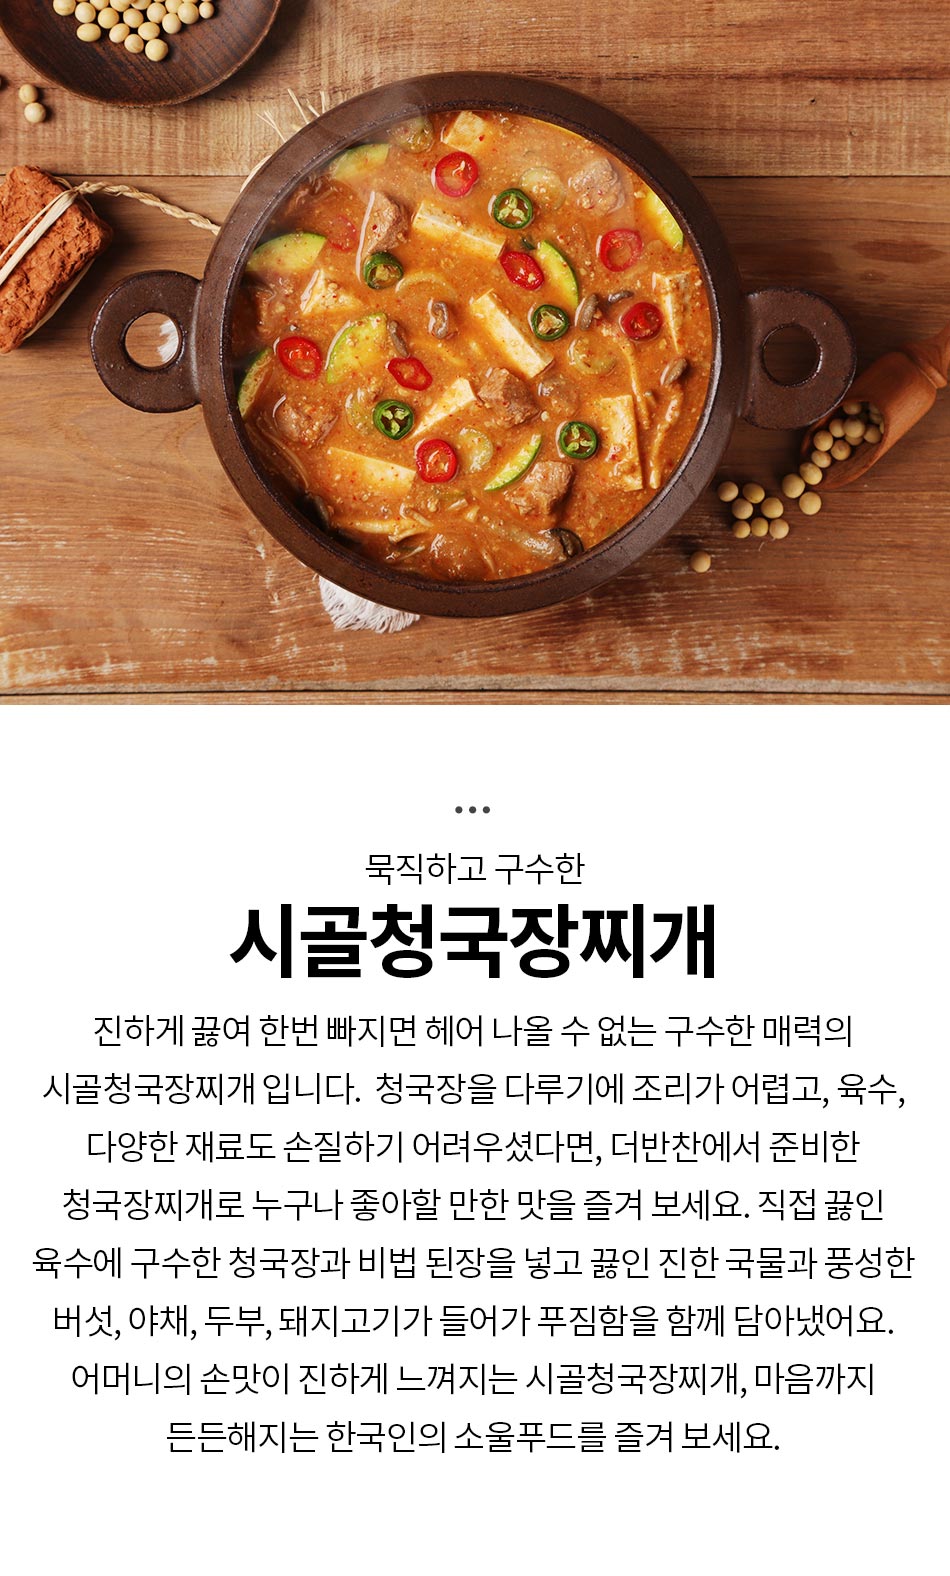 묵직하고 구수한
시골청국장찌개
진하게 끓여 한번 빠지면 헤어 나올 수 없는 구수한 매력의
시골청국장찌개 입니다. 청국장을 다루기에 조리가 어렵고, 육수,
다양한 재료도 손질하기 어려우셨다면, 더반찬에서 준비한
청국장찌개로 누구나 좋아할 만한 맛을 즐겨 보세요. 직접 끓인
육수에 구수한 청국장과 비법 된장을 넣고 끓인 진한 국물과 풍성한
버섯, 야채, 두부, 돼지고기가 들어가 푸짐함을 함께 담아냈어요.
어머니의 손맛이 진하게 느껴지는 시골청국장찌개, 마음까지
든든해지는 한국인의 소울푸드를 즐겨 보세요.